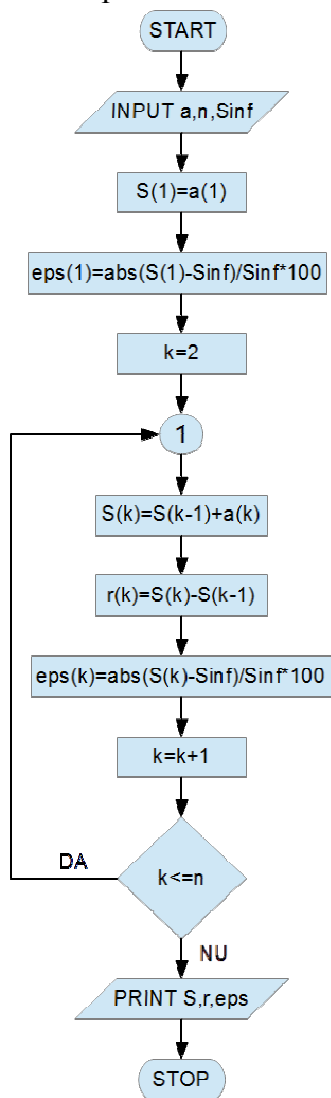 START
INPUT a,n,Sinf
S(1)=a(1)
eps(1)=abs(S(1)-Sinf)/Sinf*100
k=2
1
S(k)=S(k-1)+a(k)
r(k)=S(k)-S(k-1)
eps(k)=abs(S(k)-Sinf)/Sinf*100
k=k+1
DA
k<=n
NU
PRINT S,r,eps
STOP